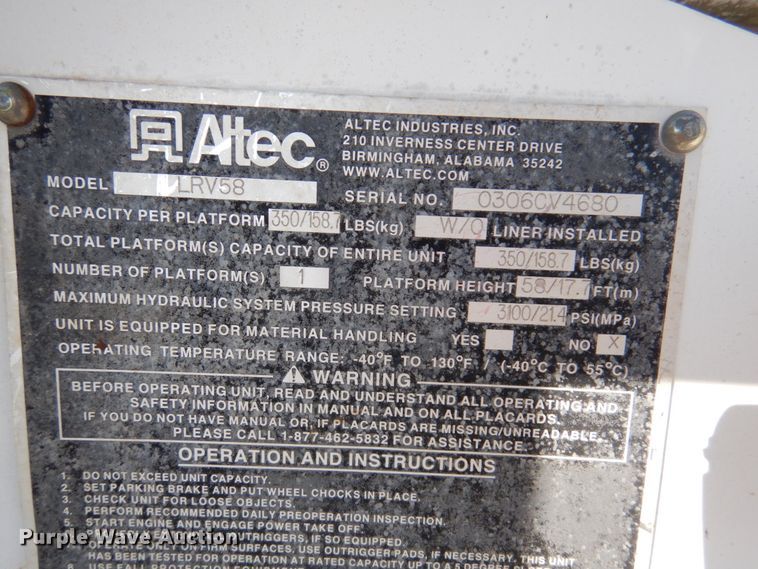 Altec®
ALTEC INDUSTRIES, INC.
210 INVERNESS CENTER DRIVE
BIRMINGHAM, ALABAMA 35242
WWW.ALTEC.COM
MODEL LRV58 SERIAL NO. 0306CV4680
CAPACITY PER PLATFORM 350/158.7 LBS(kg) W/O LINER INSTALLED
TOTAL PLATFORM(S) CAPACITY OF ENTIRE UNIT 350/158.7 LBS(kg)
NUMBER OF PLATFORM(S) 1 PLATFORM HEIGHT 58/17.7 FT(m)
MAXIMUM HYDRAULIC SYSTEM PRESSURE SETTING 3100/21.4 PSI(MPa)
UNIT IS EQUIPPED FOR MATERIAL HANDLING YES NO X
OPERATING TEMPERATURE RANGE: -40°F TO 130°F / (-40°C TO 55°C)
WARNING
BEFORE OPERATING UNIT, READ AND UNDERSTAND ALL OPERATING AND
SAFETY INFORMATION IN MANUAL AND ON ALL PLACARDS.
IF YOU DO NOT HAVE MANUAL OR, IF PLACARDS ARE MISSING/UNREADABLE,
PLEASE CALL 1-877-462-5832 FOR ASSISTANCE.
OPERATION AND INSTRUCTIONS
1. DO NOT EXCEED UNIT CAPACITY.
2. SET PARKING BRAKE AND PUT WHEEL CHOCKS IN PLACE.
3. CHECK UNIT FOR LOOSE OBJECTS.
4. PERFORM RECOMMENDED DAILY PREOPERATION INSPECTION.
5. START ENGINE AND ENGAGE POWER TAKE OFF.
OUTRIGGERS, IF SO EQUIPPED.
OPERATE ONLY ON FIRM SURFACES, USE OUTRIGGER PADS, IF NECESSARY.
HAS BEEN TESTED FOR OPERATION AT RATED CAPACITY UP TO A 5 DEGREE
8. USE FALL PROTECTION
Purple Wave Auction